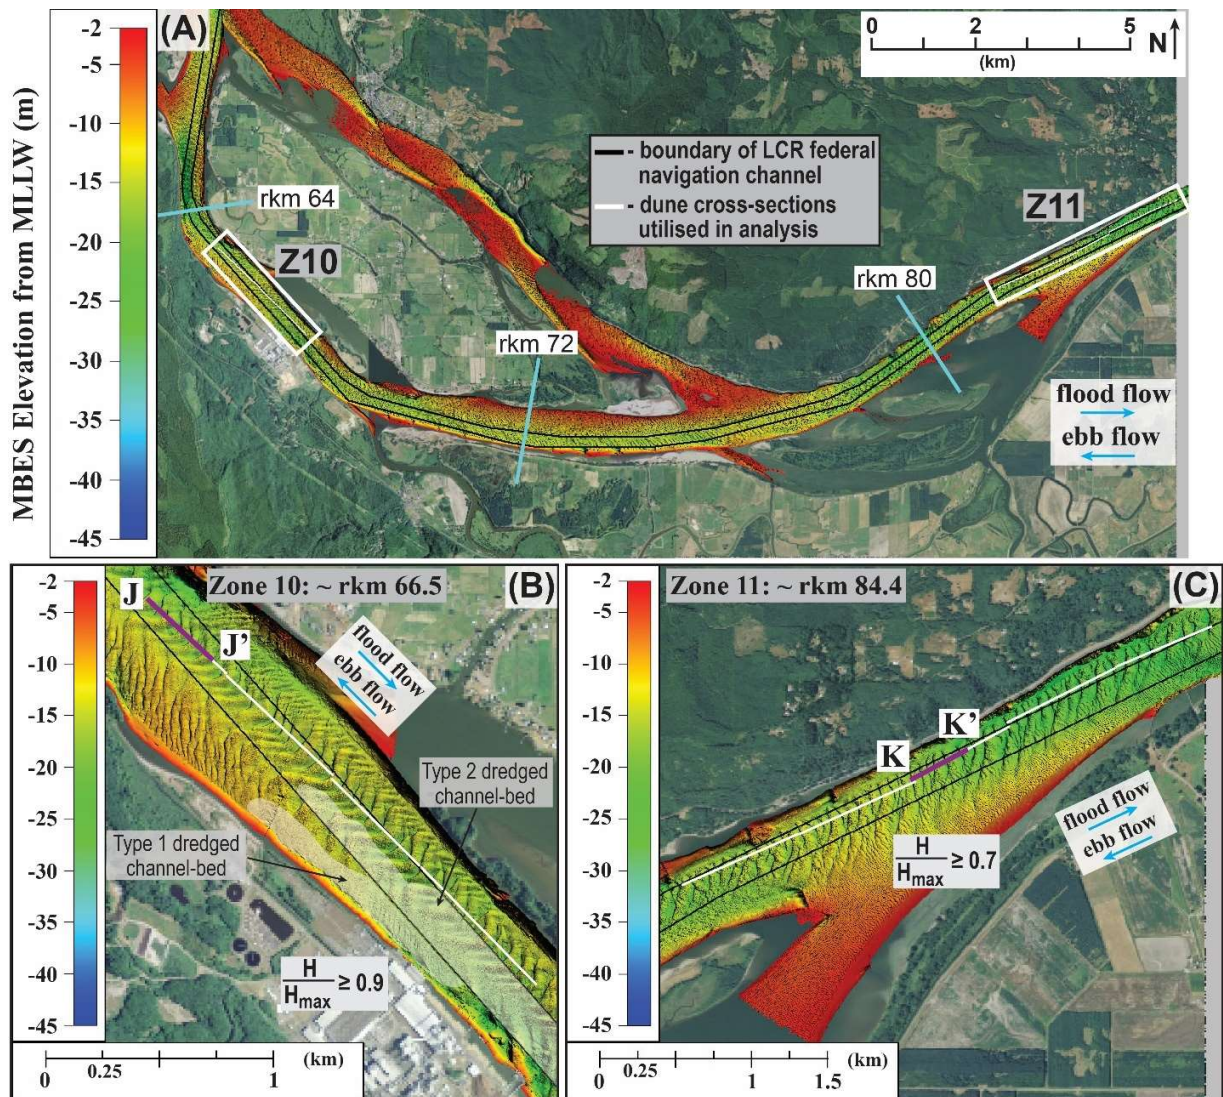 MBES Elevation from MLLW (m)
-2
-5
-10
-15
-20
-25
-30
-35
-40
-45
(A)
0 2 5
(km)
N
- boundary of LCR federal
navigation channel
- dune cross-sections
utilised in analysis
rkm 64
Z10
Z11
rkm 80
rkm 72
flood flow
ebb flow
-2
-5
-10
-15
-20
-25
-30
-35
-40
-45
Zone 10: ~ rkm 66.5
(B)
J
J’
flood flow
ebb flow
Type 2 dredged
channel-bed
Type 1 dredged
channel-bed
H
Hmax ≥ 0.9
0 0.25 1
(km)
-2
-5
-10
-15
-20
-25
-30
-35
-40
-45
Zone 11: ~ rkm 84.4
(C)
K’
K
flood flow
ebb flow
H
Hmax ≥ 0.7
0 0.25 1 1.5
(km)